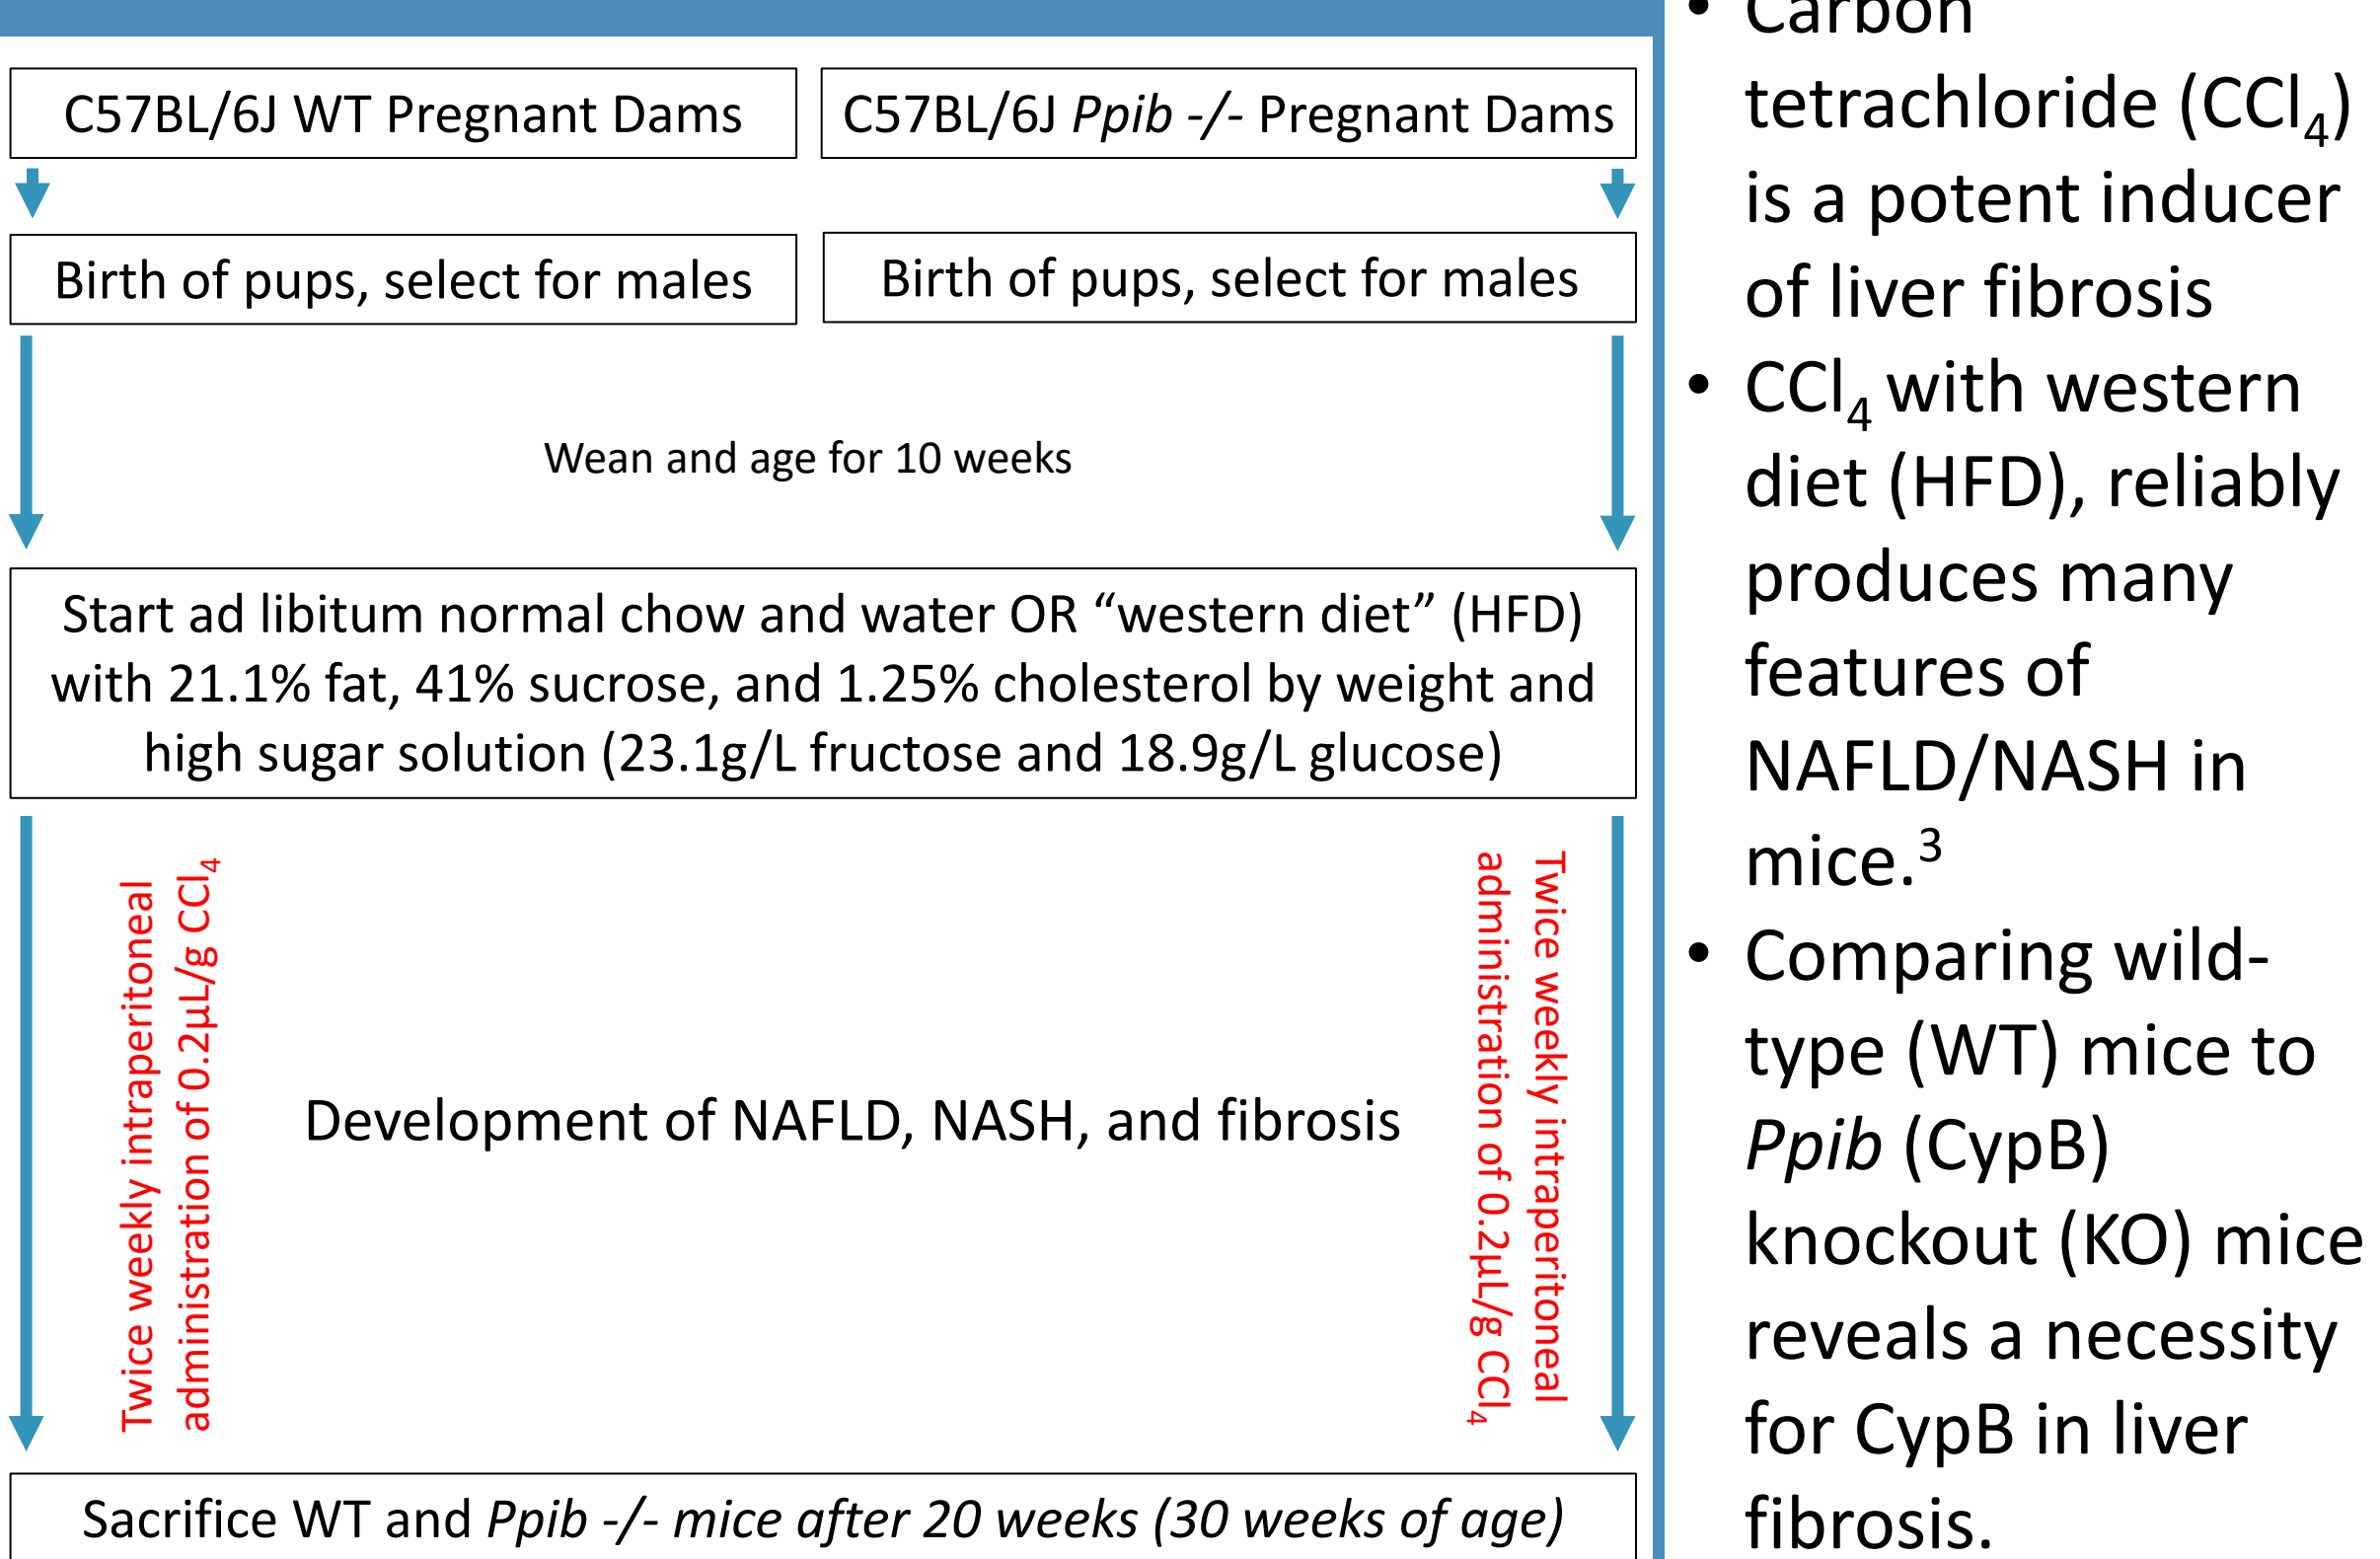 C57BL/6J WT Pregnant Dams
C57BL/6J Ppib -/- Pregnant Dams
Birth of pups, select for males
Birth of pups, select for males
Wean and age for 10 weeks
Start ad libitum normal chow and water OR “western diet” (HFD)
with 21.1% fat, 41% sucrose, and 1.25% cholesterol by weight and
high sugar solution (23.1g/L fructose and 18.9g/L glucose)
Twice weekly intraperitoneal
administration of 0.2µL/g CCl4
Development of NAFLD, NASH, and fibrosis
Twice weekly intraperitoneal
administration of 0.2µL/g CCl4
Sacrifice WT and Ppib -/- mice after 20 weeks (30 weeks of age)
• Carbon
tetrachloride (CCl4)
is a potent inducer
of liver fibrosis
• CCl4 with western
diet (HFD), reliably
produces many
features of
NAFLD/NASH in
mice.3
• Comparing wild-
type (WT) mice to
Ppib (CypB)
knockout (KO) mice
reveals a necessity
for CypB in liver
fibrosis.